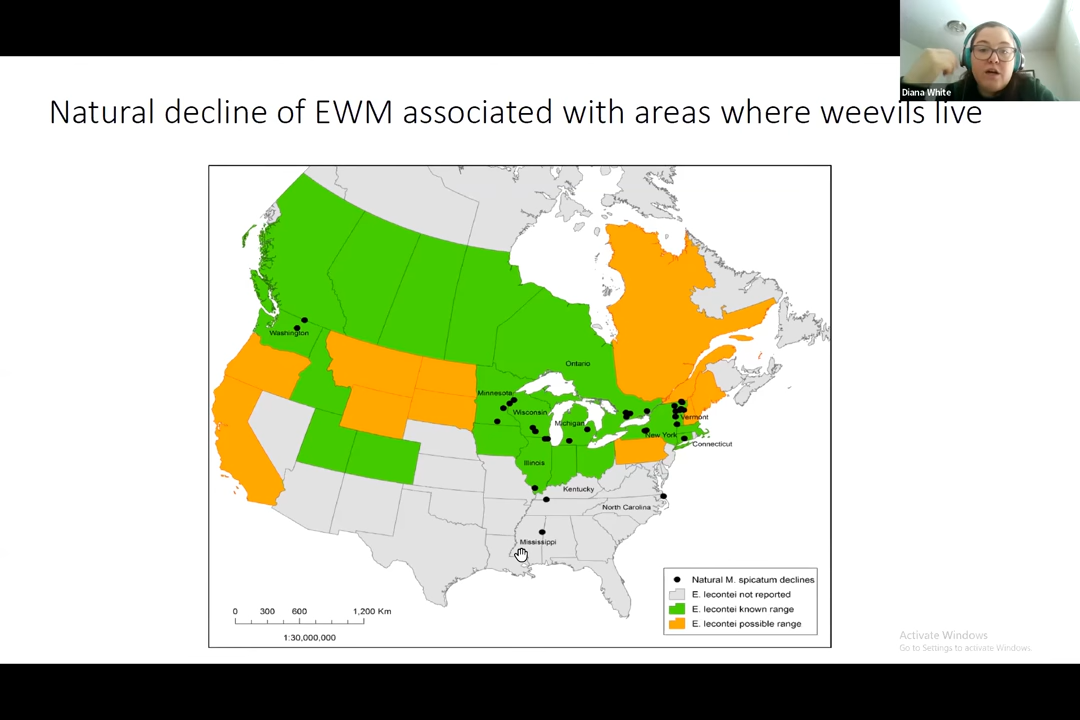 Diana White
Natural decline of EWM associated with areas where weevils live
Washington
Ontario
Minnesota
Wisconsin
Michigan
Vermont
New York
Connecticut
Illinois
Kentucky
North Carolina
Mississippi
Natural M. spicatum declines
E. lecontei not reported
E. lecontei known range
E. lecontei possible range
0 300 600 1,200 Km
1:30,000,000
Activate Windows
Go to Settings to activate Windows.